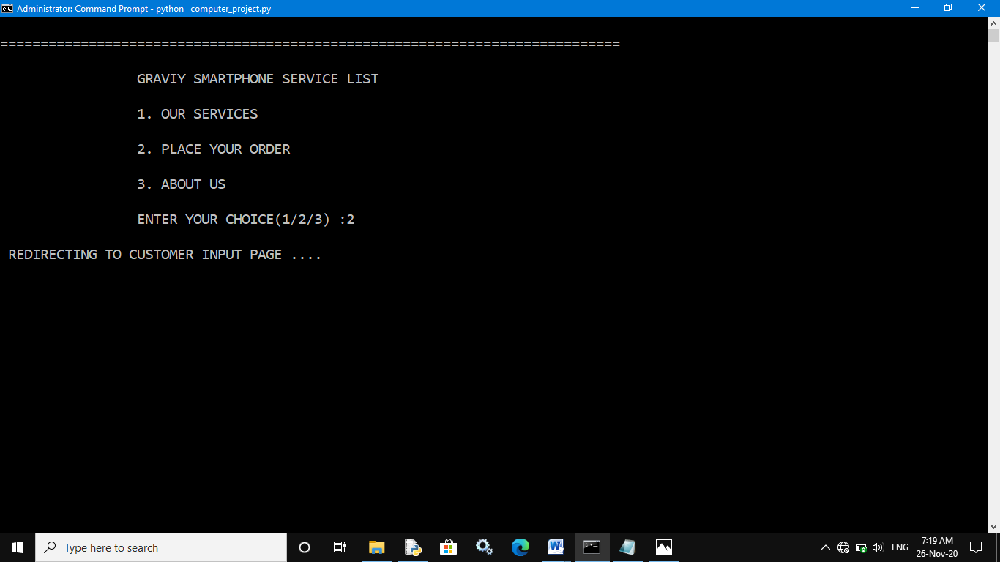 Administrator: Command Prompt - python computer_project.py
=============================================================================
GRAVIY SMARTPHONE SERVICE LIST
1. OUR SERVICES
2. PLACE YOUR ORDER
3. ABOUT US
ENTER YOUR CHOICE(1/2/3) :2
REDIRECTING TO CUSTOMER INPUT PAGE ....
Type here to search
ENG
7:19 AM
26-Nov-20